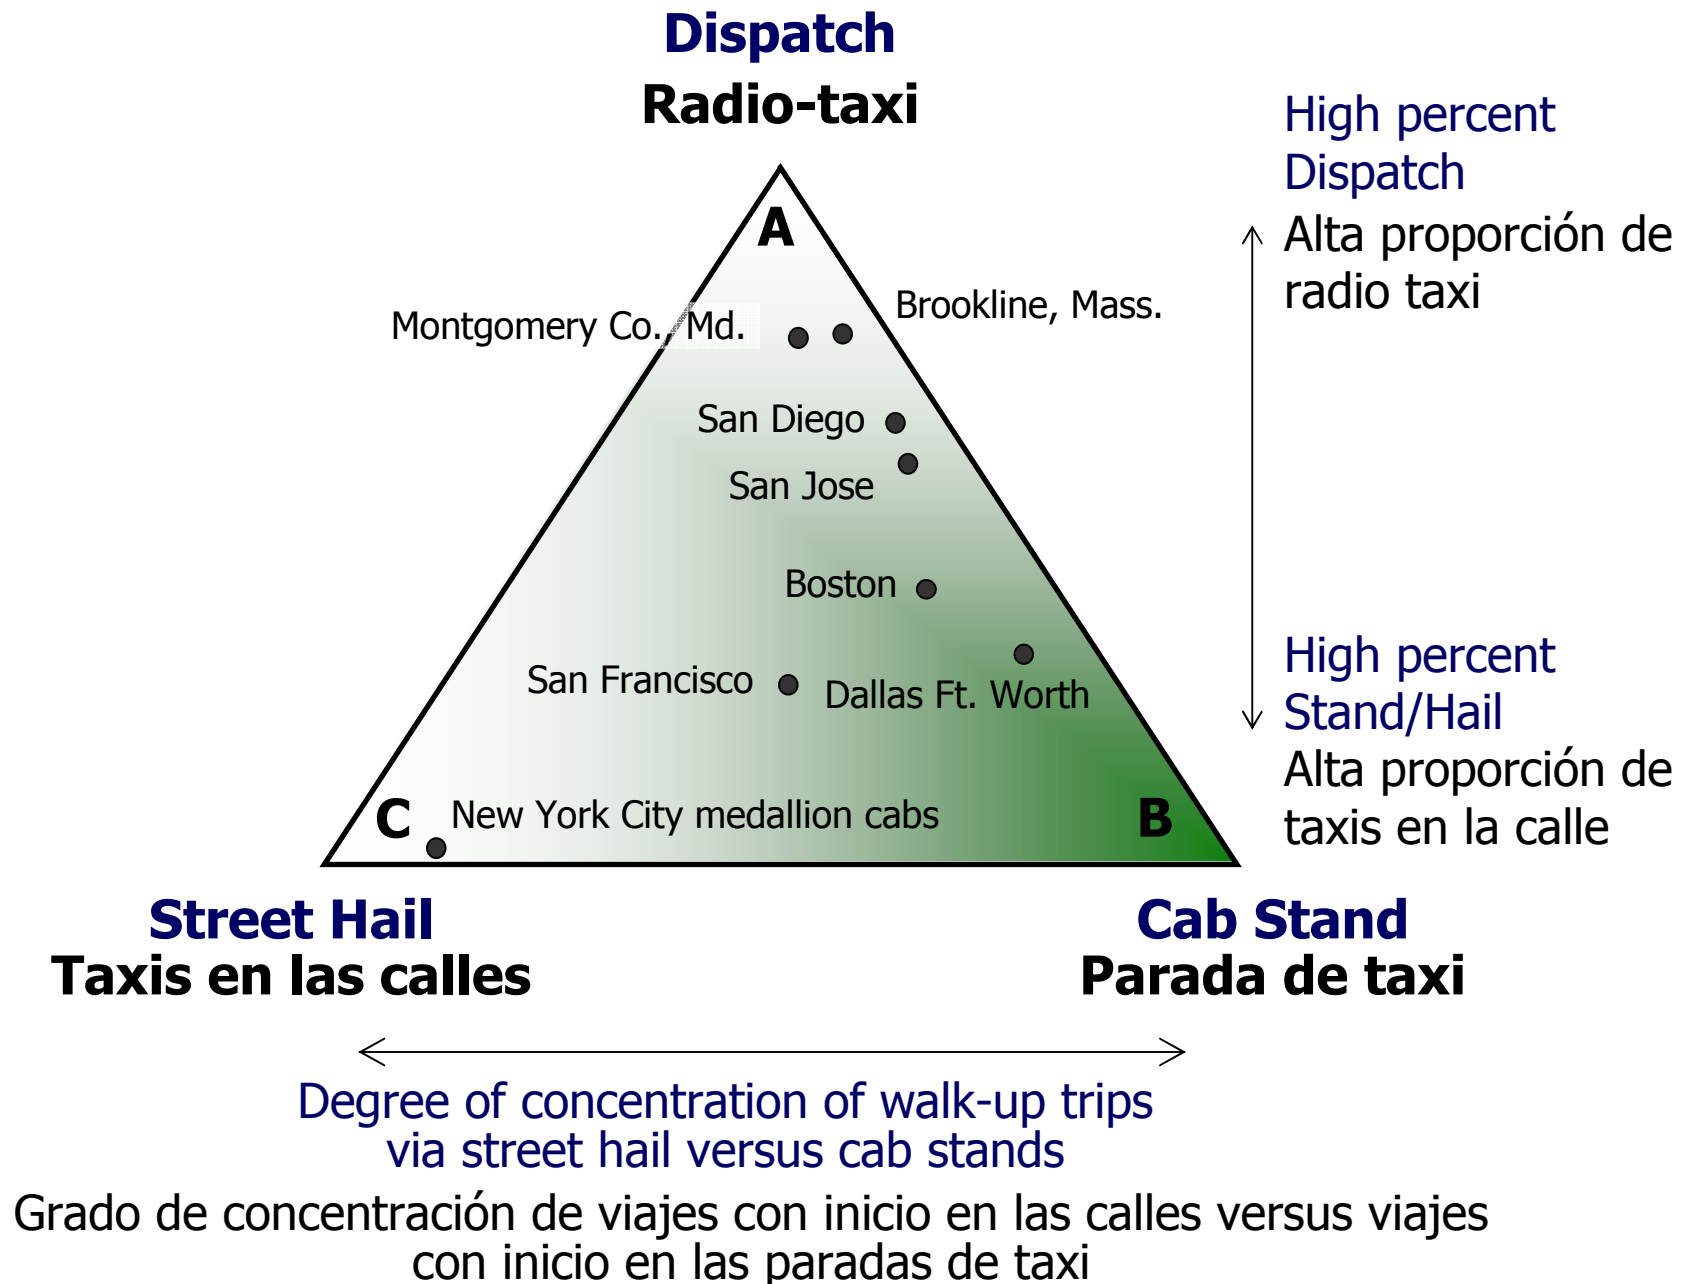 Dispatch
Radio-taxi
High percent
Dispatch
Alta proporción de
radio taxi
A
Brookline, Mass.
Montgomery Co., Md.
San Diego
San Jose
Boston
High percent
Stand/Hail
San Francisco
Dallas Ft. Worth
Alta proporción de
taxis en la calle
C
New York City medallion cabs
B
Street Hail
Taxis en las calles
Cab Stand
Parada de taxi
Degree of concentration of walk-up trips
via street hail versus cab stands
Grado de concentración de viajes con inicio en las calles versus viajes
con inicio en las paradas de taxi